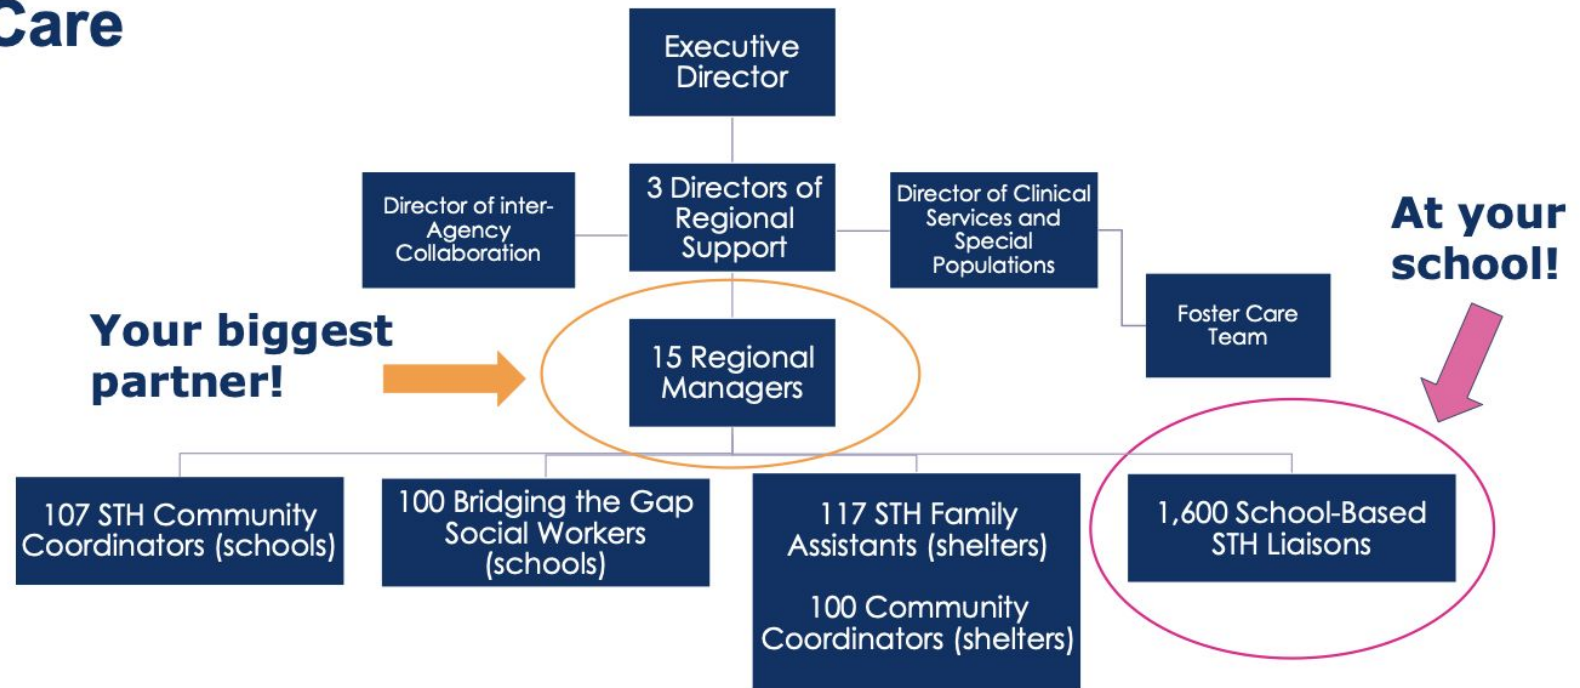 Care
Executive
Director
Director of inter-
Agency
Collaboration
3 Directors of
Regional
Support
Director of Clinical
Services and
Special
Populations
Foster Care
Team
At your
school!
Your biggest
partner!
15 Regional
Managers
107 STH Community
Coordinators (schools)
100 Bridging the Gap
Social Workers
(schools)
117 STH Family
Assistants (shelters)
100 Community
Coordinators (shelters)
1,600 School-Based
STH Liaisons